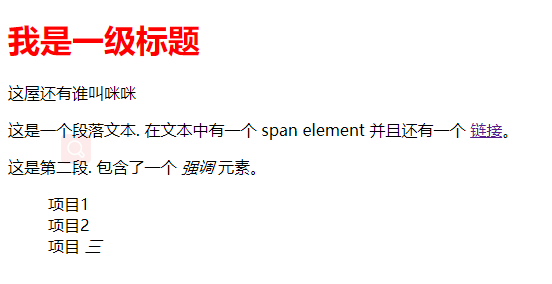 我是一级标题
这屋还有谁叫咪咪
这是一个段落文本. 在文本中有一个 span element 并且还有一个 链接。
这是第二段. 包含了一个 强调 元素。
项目1
项目2
项目 三